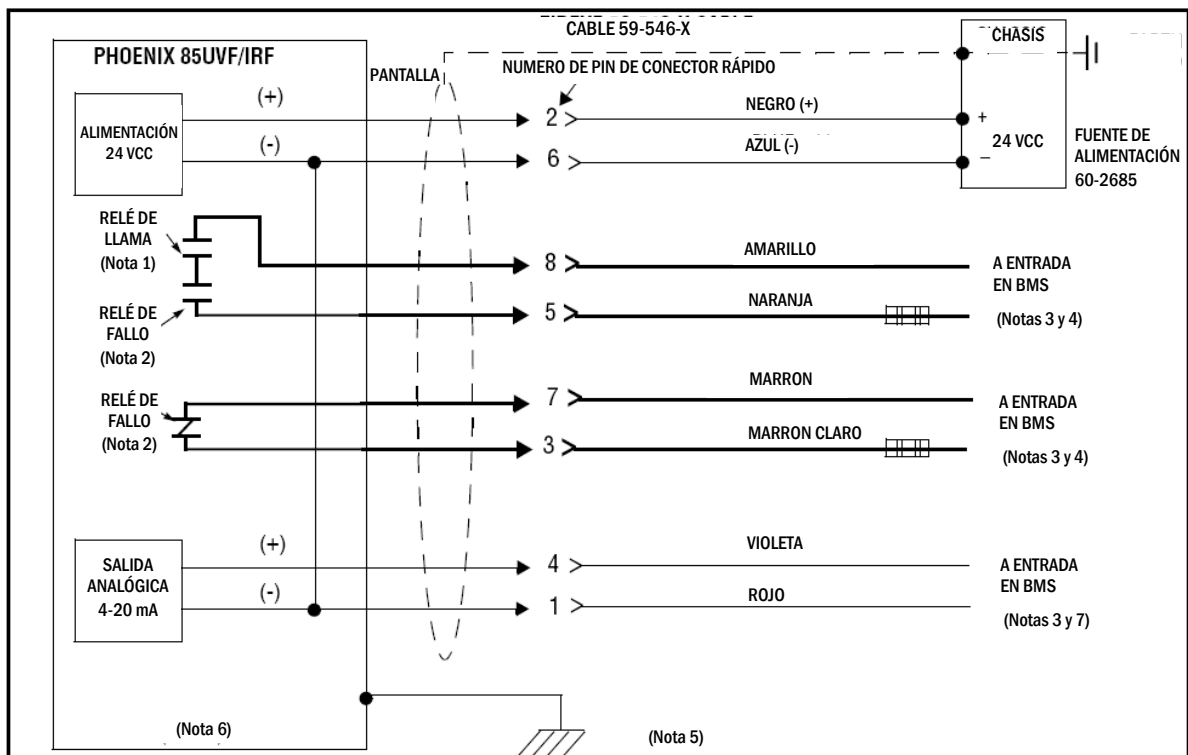 CABLE 59-546-X
CHASIS
PHOENIX 85UVF/IRF
PANTALLA
NUMERO DE PIN DE CONECTOR RÁPIDO
ALIMENTACIÓN
24 VCC
(+)
2
NEGRO (+)
+
(-)
6
AZUL (-)
−
24 VCC
FUENTE DE
ALIMENTACIÓN
60-2685
RELÉ DE
LLAMA
(Nota 1)
8
AMARILLO
A ENTRADA
EN BMS
(Notas 3 y 4)
RELÉ DE
FALLO
(Nota 2)
5
NARANJA
RELÉ DE
FALLO
(Nota 2)
7
MARRON
A ENTRADA
EN BMS
(Notas 3 y 4)
3
MARRON CLARO
SALIDA
ANALÓGICA
4-20 mA
(+)
4
VIOLETA
A ENTRADA
EN BMS
(Notas 3 y 7)
(-)
1
ROJO
(Nota 6)
(Nota 5)